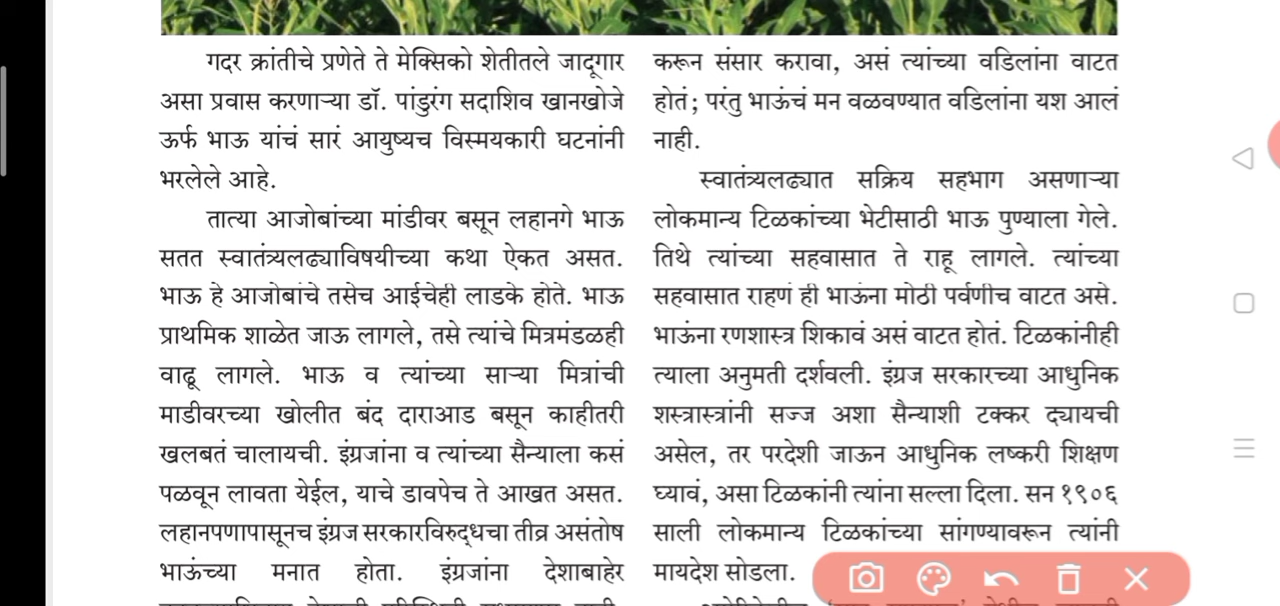 गदर क्रांतीचे प्रणेते ते मेक्सिको शेतीतले जादूगार
असा प्रवास करणाऱ्या डॉ. पांडुरंग सदाशिव खानखोजे
ऊर्फ भाऊ यांचं सारं आयुष्यच विस्मयकारी घटनांनी
भरलेले आहे.
तात्या आजोबांच्या मांडीवर बसून लहानगे भाऊ
सतत स्वातंत्र्यलढ्याविषयीच्या कथा ऐकत असत.
भाऊ हे आजोबांचे तसेच आईचेही लाडके होते. भाऊ
प्राथमिक शाळेत जाऊ लागले, तसे त्यांचे मित्रमंडळही
वाढू लागले. भाऊ व त्यांच्या साऱ्या मित्रांची
माडीवरच्या खोलीत बंद दाराआड बसून काहीतरी
खलबतं चालायची. इंग्रजांना व त्यांच्या सैन्याला कसं
पळवून लावता येईल, याचे डावपेच ते आखत असत.
लहानपणापासूनच इंग्रज सरकारविरुद्धचा तीव्र असंतोष
भाऊंच्या मनात होता. इंग्रजांना देशाबाहेर
करून संसार करावा, असं त्यांच्या वडिलांना वाटत
होतं; परंतु भाऊंचं मन वळवण्यात वडिलांना यश आलं
नाही.
स्वातंत्र्यलढ्यात सक्रिय सहभाग असणाऱ्या
लोकमान्य टिळकांच्या भेटीसाठी भाऊ पुण्याला गेले.
तिथे त्यांच्या सहवासात ते राहू लागले. त्यांच्या
सहवासात राहणं ही भाऊंना मोठी पर्वणीच वाटत असे.
भाऊंना रणशास्त्र शिकावं असं वाटत होतं. टिळकांनीही
त्याला अनुमती दर्शवली. इंग्रज सरकारच्या आधुनिक
शस्त्रास्त्रांनी सज्ज अशा सैन्याशी टक्कर द्यायची
असेल, तर परदेशी जाऊन आधुनिक लष्करी शिक्षण
घ्यावं, असा टिळकांनी त्यांना सल्ला दिला. सन १९०६
साली लोकमान्य टिळकांच्या सांगण्यावरून त्यांनी
मायदेश सोडला.